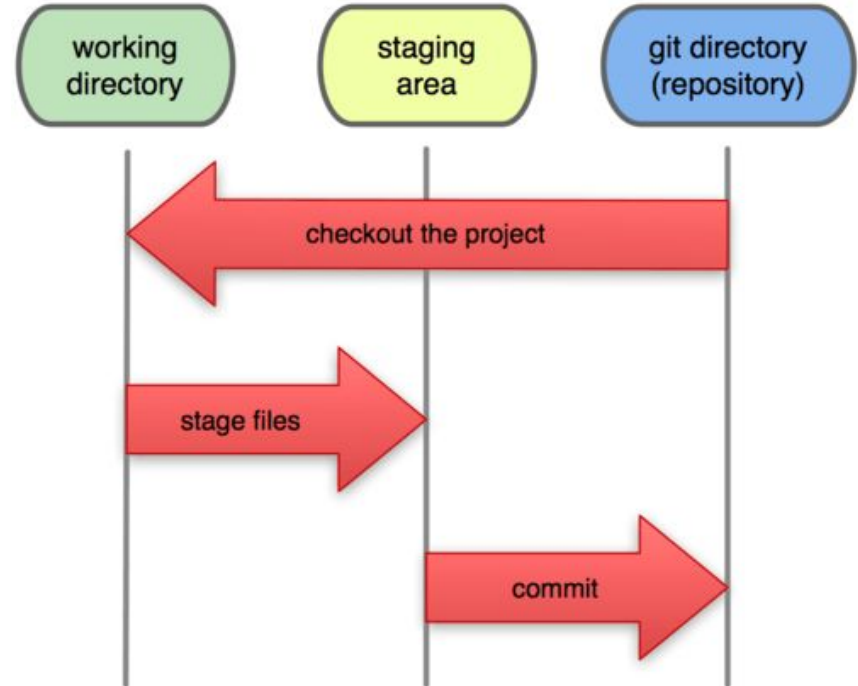 working
directory
staging
area
git directory
(repository)
checkout the project
stage files
commit